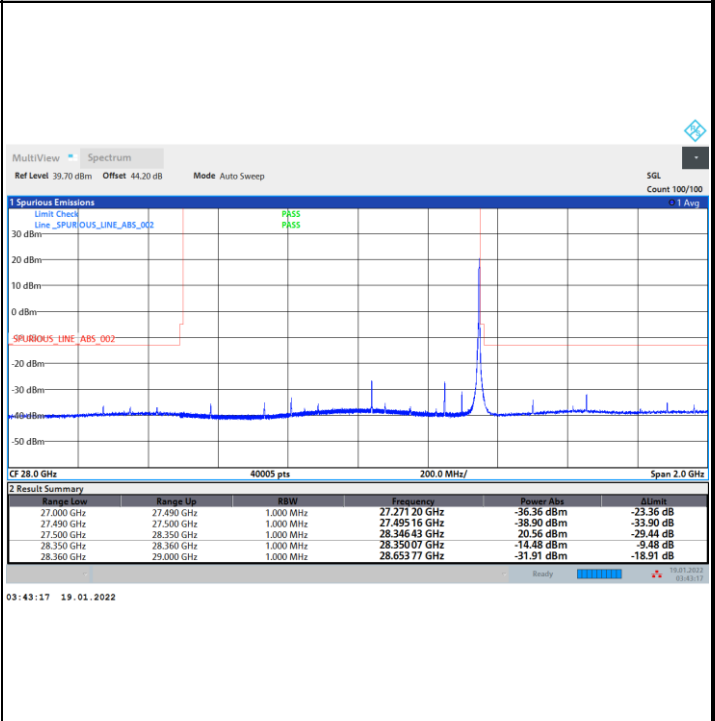 MultiView Spectrum
Ref Level 39.70 dBm Offset 44.20 dB Mode Auto Sweep SGL
Count 100/100
1 Spurious Emissions 1 Avg
Limit Check PASS
Line _SPURIOUS_LINE_ABS_002 PASS
30 dBm
20 dBm
10 dBm
0 dBm
_SPURIOUS_LINE_ABS_002
-20 dBm
-30 dBm
-40 dBm
-50 dBm
CF 28.0 GHz 40005 pts 200.0 MHz/ Span 2.0 GHz
2 Result Summary
Range Low Range Up RBW Frequency Power Abs ΔLimit
27.000 GHz 27.490 GHz 1.000 MHz 27.271 20 GHz -36.36 dBm -23.36 dB
27.490 GHz 27.500 GHz 1.000 MHz 27.495 16 GHz -38.90 dBm -33.90 dB
27.500 GHz 28.350 GHz 1.000 MHz 28.346 43 GHz 20.56 dBm -29.44 dB
28.350 GHz 28.360 GHz 1.000 MHz 28.350 07 GHz -14.48 dBm -9.48 dB
28.360 GHz 29.000 GHz 1.000 MHz 28.653 77 GHz -31.91 dBm -18.91 dB
Ready 19.01.2022
03:43:17
03:43:17 19.01.2022